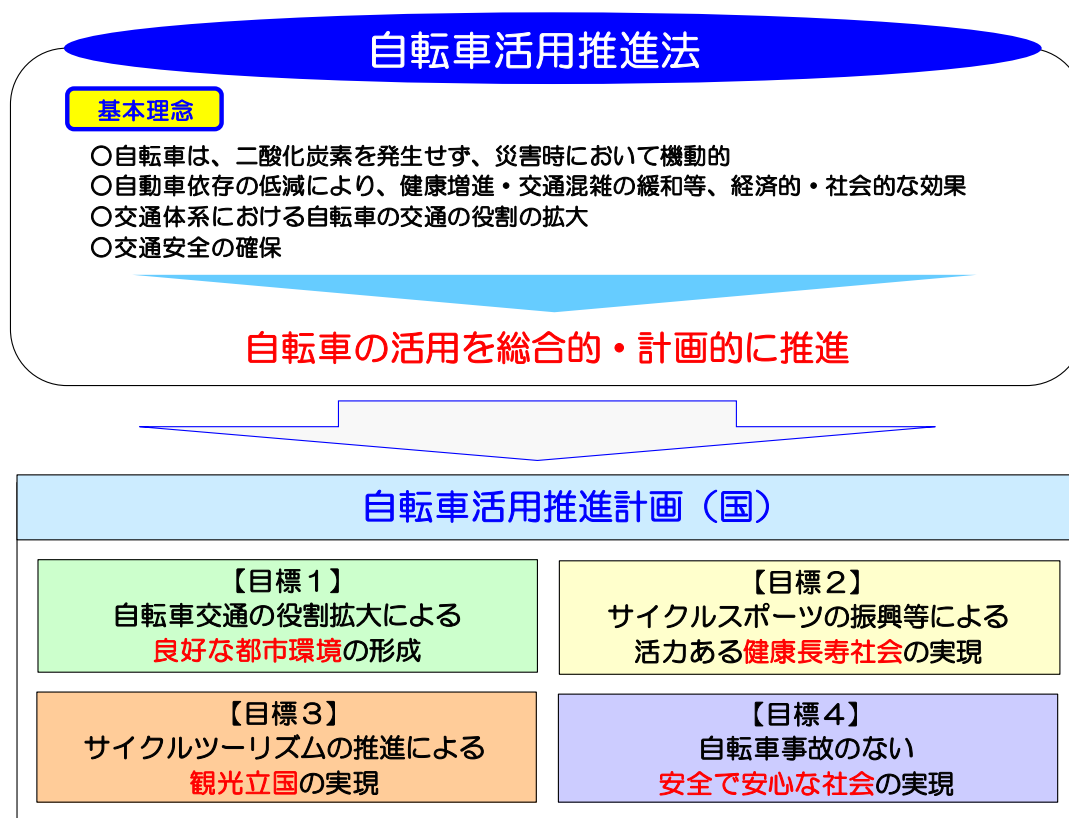 自転車活用推進法
基本理念
○自転車は、二酸化炭素を発生せず、災害時において機動的
○自動車依存の低減により、健康増進・交通混雑の緩和等、経済的・社会的な効果
○交通体系における自転車の交通の役割の拡大
○交通安全の確保
自転車の活用を総合的・計画的に推進
自転車活用推進計画（国）
【目標１】
自転車交通の役割拡大による
良好な都市環境の形成
【目標２】
サイクルスポーツの振興等による
活力ある健康長寿社会の実現
【目標３】
サイクルツーリズムの推進による
観光立国の実現
【目標４】
自転車事故のない
安全で安心な社会の実現